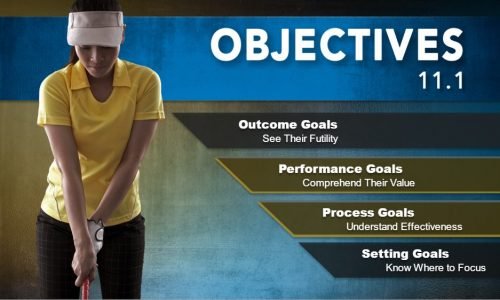 OBJECTIVES
11.1
Outcome Goals
See Their Futility
Performance Goals
Comprehend Their Value
Process Goals
Understand Effectiveness
Setting Goals
Know Where to Focus